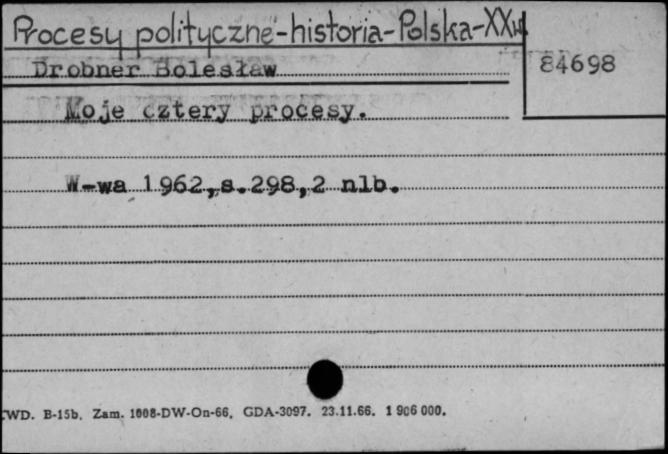 Procesy polityczne-historia-Polska-XXw.
Drobner Bolesław
84698
Moje cztery procesy.
W-wa 1962,s.298,2 nlb.
WD. B-15b. Zam. 1008-DW-On-66. GDA-3097. 23.11.66. 1 906 000.